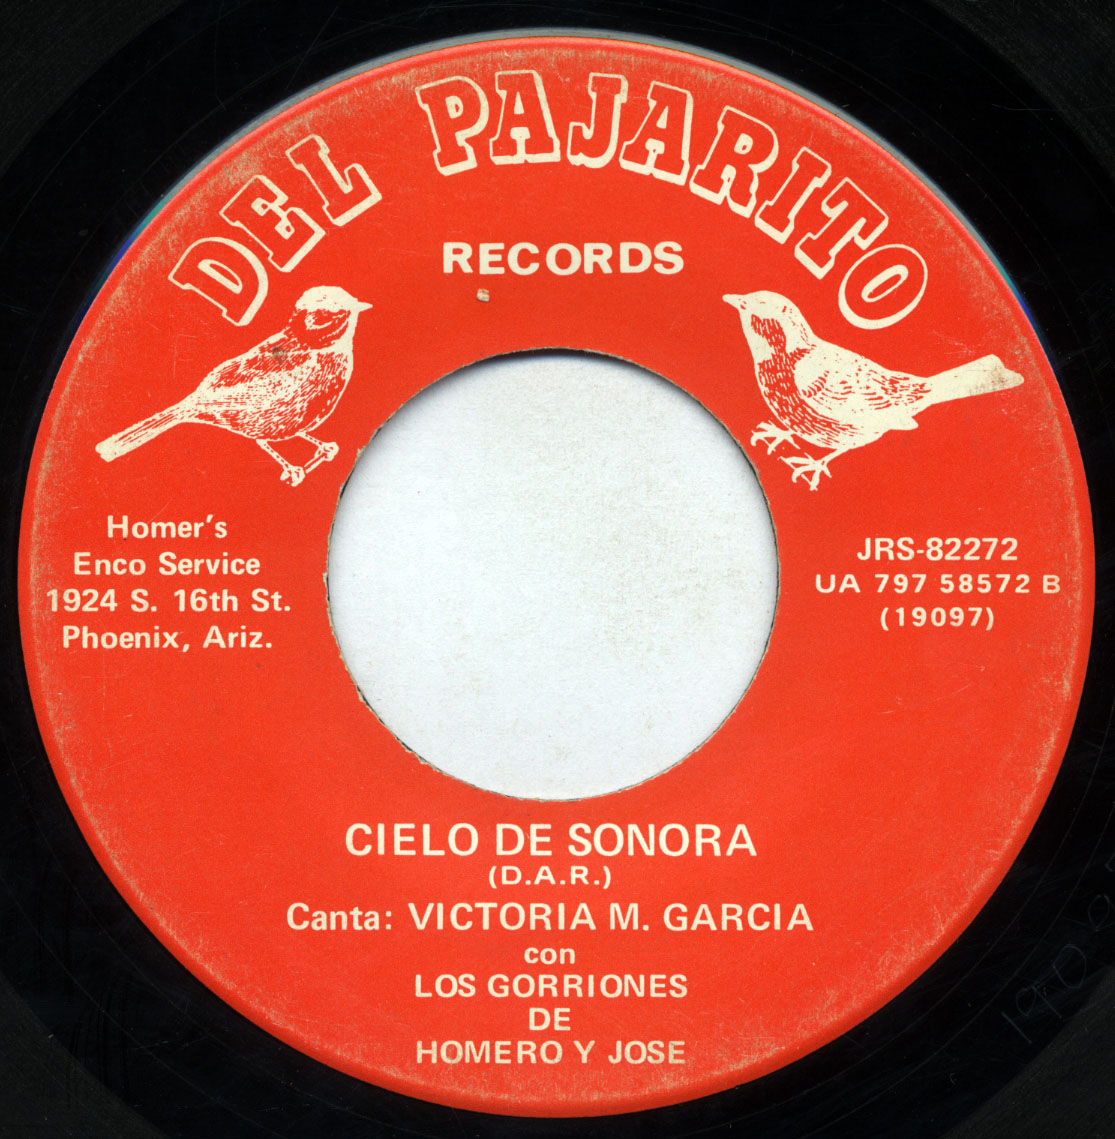 DEL PAJARITO
RECORDS
Homer's
Enco Service
1924 S. 16th St.
Phoenix, Ariz.
JRS-82272
UA 797 58572 B
(19097)
CIELO DE SONORA
(D.A.R.)
Canta: VICTORIA M. GARCIA
con
LOS GORRIONES
DE
HOMERO Y JOSE